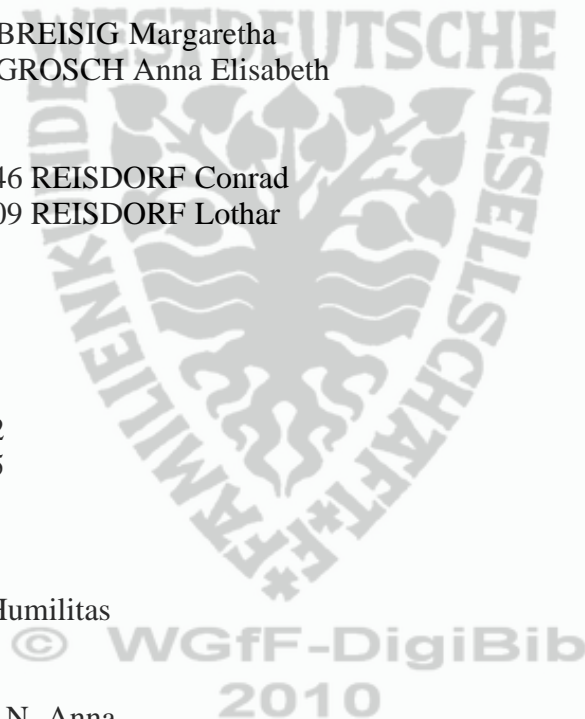 BREISIG Margaretha
GROSCH Anna Elisabeth
46 REISDORF Conrad
09 REISDORF Lothar
2
5
Humilitas
N. Anna
WESTDEUTSCHE GESELLSCHAFT F. FAMILIENKUNDE
© WGfF-DigiBib
2010